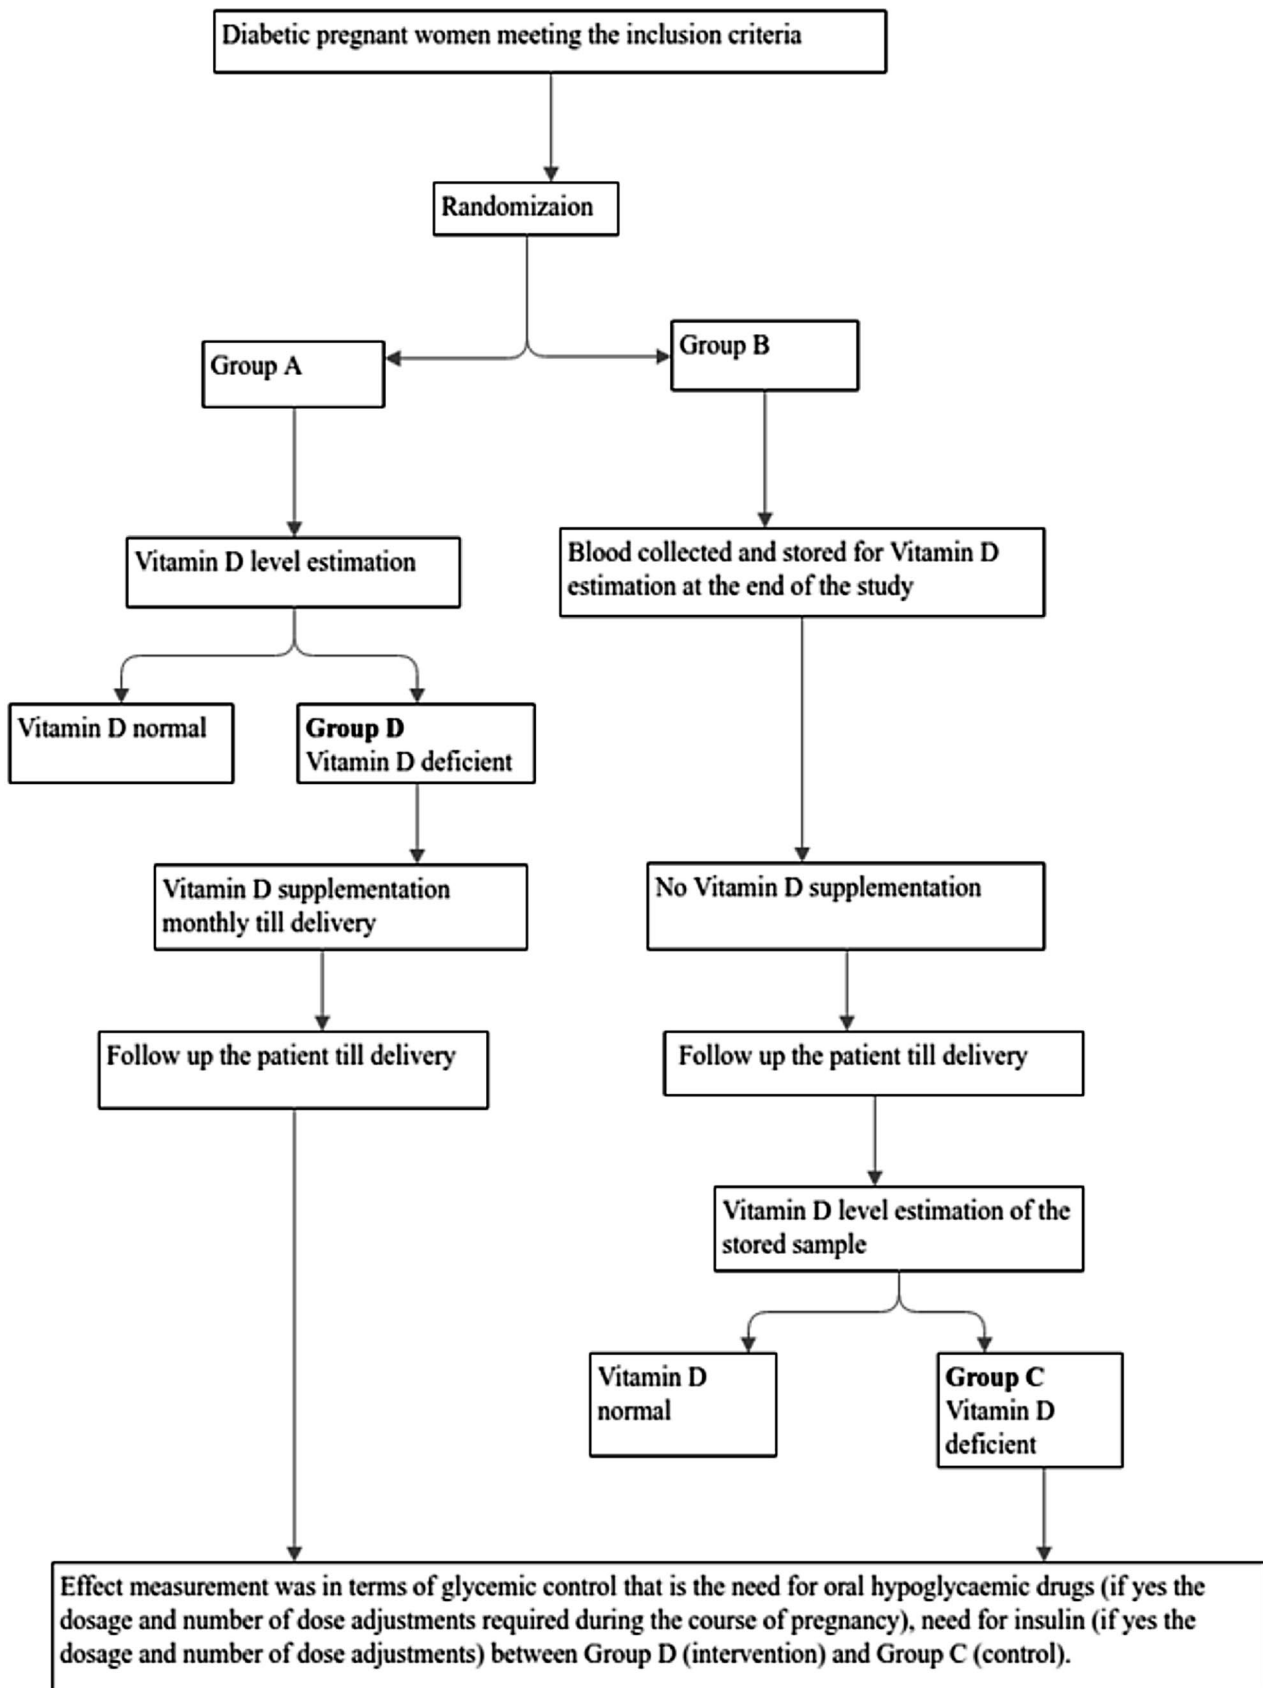 Diabetic pregnant women meeting the inclusion criteria
Randomizaion
Group A
Group B
Vitamin D level estimation
Blood collected and stored for Vitamin D
estimation at the end of the study
Vitamin D normal
Group D
Vitamin D deficient
Vitamin D supplementation
monthly till delivery
No Vitamin D supplementation
Follow up the patient till delivery
Follow up the patient till delivery
Vitamin D level estimation of the
stored sample
Vitamin D
normal
Group C
Vitamin D
deficient
Effect measurement was in terms of glycemic control that is the need for oral hypoglycaemic drugs (if yes the
dosage and number of dose adjustments required during the course of pregnancy), need for insulin (if yes the
dosage and number of dose adjustments) between Group D (intervention) and Group C (control).